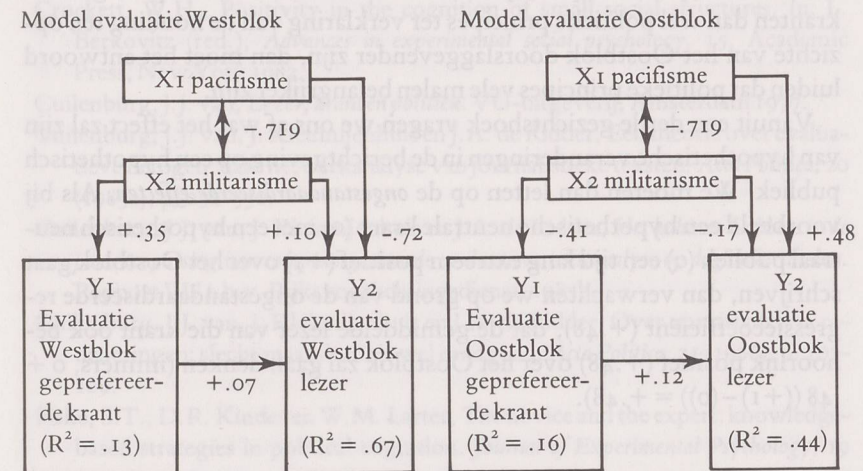 Model evaluatie Westblok
X1 pacifisme
−.719
X2 militarisme
+.35
+.10
−.72
Y1
Evaluatie
Westblok
geprefereer-
de krant
(R² = .13)
+.07
Y2
evaluatie
Westblok
lezer
(R² = .67)
Model evaluatie Oostblok
X1 pacifisme
−.719
X2 militarisme
−.41
−.17
+.48
Y1
Evaluatie
Oostblok
geprefereer-
de krant
(R² = .16)
+.12
Y2
evaluatie
Oostblok
lezer
(R² = .44)